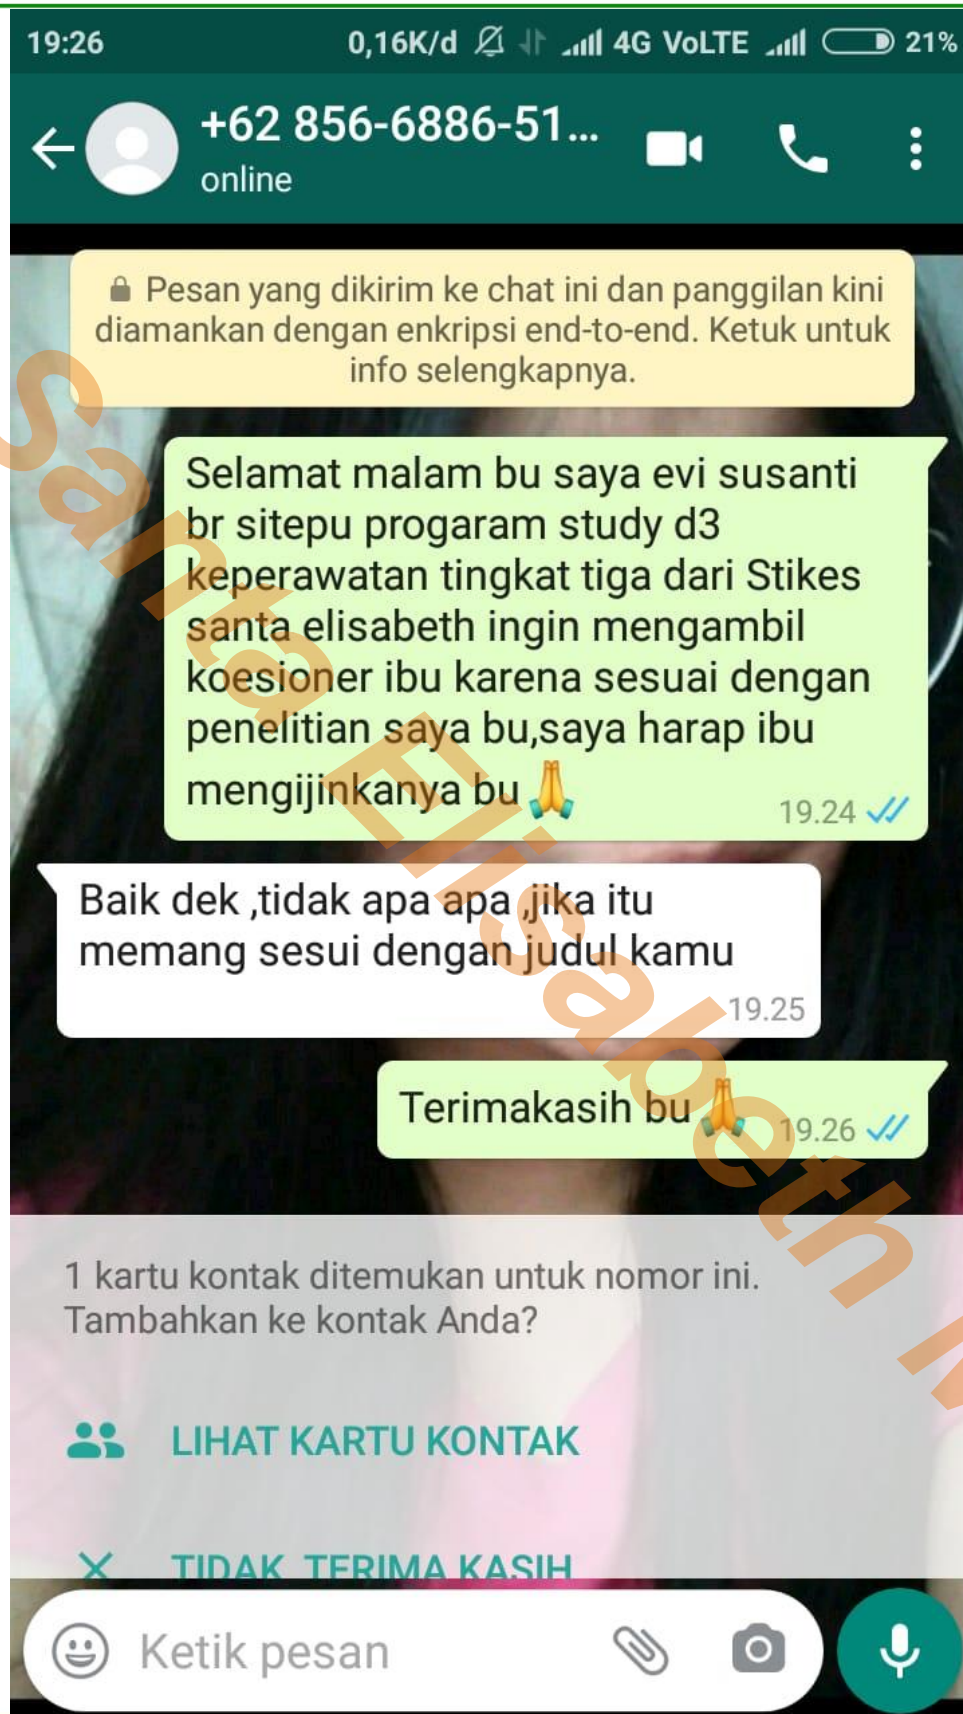 19:26 0,16K/d 4G VoLTE 21%
+62 856-6886-51...
online
Pesan yang dikirim ke chat ini dan panggilan kini
diamankan dengan enkripsi end-to-end. Ketuk untuk
info selengkapnya.
Selamat malam bu saya evi susanti
br sitepu progaram study d3
keperawatan tingkat tiga dari Stikes
santa elisabeth ingin mengambil
koesioner ibu karena sesuai dengan
penelitian saya bu,saya harap ibu
mengijinkanya bu 🙏
19.24
Baik dek ,tidak apa apa ,jika itu
memang sesui dengan judul kamu
19.25
Terimakasih bu 🙏 19.26
1 kartu kontak ditemukan untuk nomor ini.
Tambahkan ke kontak Anda?
LIHAT KARTU KONTAK
TIDAK TERIMA KASIH
Ketik pesan
Santa Elisabeth